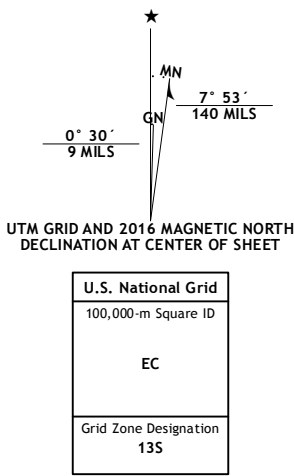 ★
MN
7° 53´
140 MILS
GN
0° 30´
9 MILS
UTM GRID AND 2016 MAGNETIC NORTH
DECLINATION AT CENTER OF SHEET
U.S. National Grid
100,000-m Square ID
EC
Grid Zone Designation
13S